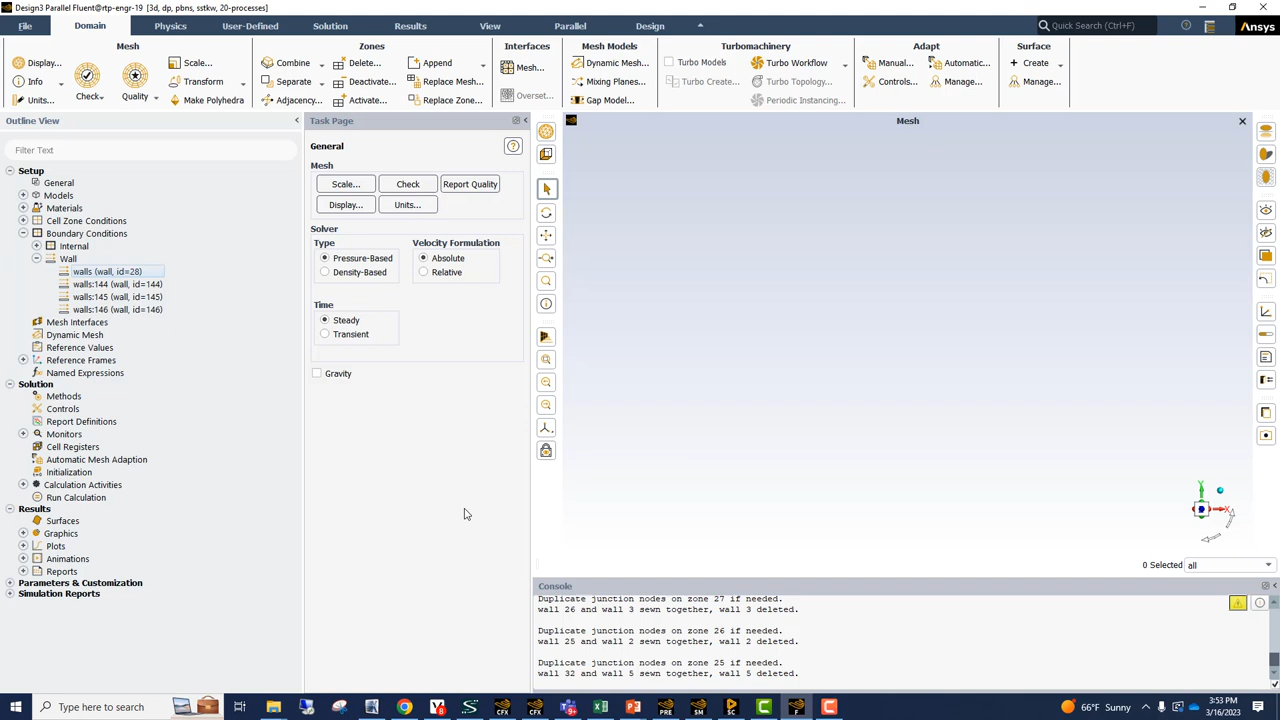 Design3 Parallel Fluent@rtp-engr-19 [3d, dp, pbns, sstkw, 20-processes]
File Domain Physics User-Defined Solution Results View Parallel Design Quick Search (Ctrl+F) Ansys
Mesh Zones Interfaces Mesh Models Turbomachinery Adapt Surface
Display... Scale... Combine Delete... Append Mesh... Dynamic Mesh... Turbo Models Turbo Workflow Manual... Automatic... Create
Info Check Quality Transform Separate Deactivate... Replace Mesh... Mixing Planes... Turbo Create... Turbo Topology... Controls... Manage... Manage...
Units... Make Polyhedra Adjacency... Activate... Replace Zone... Overset... Gap Model... Periodic Instancing...
Outline View
Filter Text
Setup
General
Models
Materials
Cell Zone Conditions
Boundary Conditions
Internal
Wall
walls (wall, id=28)
walls:144 (wall, id=144)
walls:145 (wall, id=145)
walls:146 (wall, id=146)
Mesh Interfaces
Dynamic Mesh
Reference Values
Reference Frames
Named Expressions
Solution
Methods
Controls
Report Definitions
Monitors
Cell Registers
Automatic Mesh Adaption
Initialization
Calculation Activities
Run Calculation
Results
Surfaces
Graphics
Plots
Animations
Reports
Parameters & Customization
Simulation Reports
Task Page
General
Mesh
Scale... Check Report Quality
Display... Units...
Solver
Type Velocity Formulation
Pressure-Based Absolute
Density-Based Relative
Time
Steady
Transient
Gravity
Mesh
Y
X
0 Selected all
Console
Duplicate junction nodes on zone 27 if needed.
wall 26 and wall 3 sewn together, wall 3 deleted.
Duplicate junction nodes on zone 26 if needed.
wall 25 and wall 2 sewn together, wall 2 deleted.
Duplicate junction nodes on zone 25 if needed.
wall 32 and wall 5 sewn together, wall 5 deleted.
Type here to search
CFX CFX PRE SM SC F
66°F Sunny
3:53 PM
3/16/2023